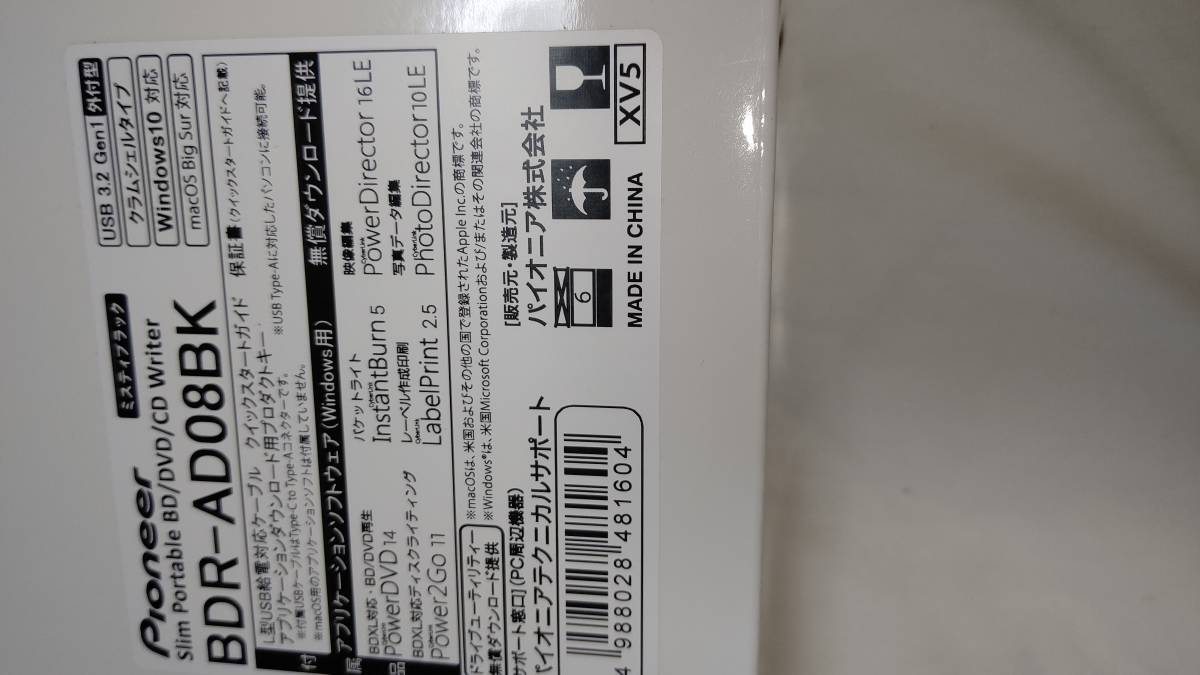 Pioneer
ミスティブラック
USB 3.2 Gen1 外付型
Slim Portable BD/DVD/CD Writer
クラムシェルタイプ
BDR-AD08BK
Windows10 対応
macOS Big Sur 対応
L型USB給電対応ケーブル クイックスタートガイド 保証書(クイックスタートガイドへ記載)
アプリケーションダウンロード用プロダクトキー
※付属USBケーブルはType-C to Type-Aコネクターです。 ※USB Type-Aに対応したパソコンに接続可能。
※macOS用のアプリケーションソフトは付属していません。
付属品
アプリケーションソフトウェア(Windows用) 無償ダウンロード提供
BDXL対応・BD/DVD再生
CyberLink PowerDVD 14
パケットライト
CyberLink InstantBurn 5
映像編集
CyberLink PowerDirector 16 LE
BDXL対応ディスクライティング
CyberLink Power2Go 11
レーベル作成印刷
CyberLink LabelPrint 2.5
写真データ編集
CyberLink PhotoDirector 10 LE
ドライブユーティリティー
無償ダウンロード提供
※macOSは、米国およびその他の国で登録されたApple Inc.の商標です。
※Windows®は、米国Microsoft Corporationおよび/またはその関連会社の商標です。
サポート窓口](PC周辺機器)
パイオニアテクニカルサポート
[販売元・製造元]
パイオニア株式会社
4 988028 481604
6
MADE IN CHINA
XV5